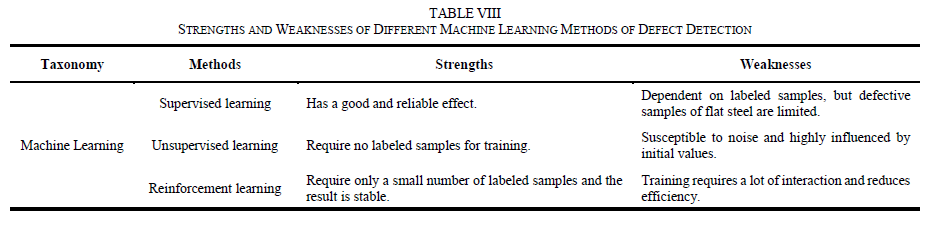 TABLE VIII
STRENGTHS AND WEAKNESSES OF DIFFERENT MACHINE LEARNING METHODS OF DEFECT DETECTION
Taxonomy Methods Strengths Weaknesses
Machine Learning
Supervised learning
Has a good and reliable effect.
Dependent on labeled samples, but defective
samples of flat steel are limited.
Unsupervised learning
Require no labeled samples for training.
Susceptible to noise and highly influenced by
initial values.
Reinforcement learning
Require only a small number of labeled samples and the
result is stable.
Training requires a lot of interaction and reduces
efficiency.